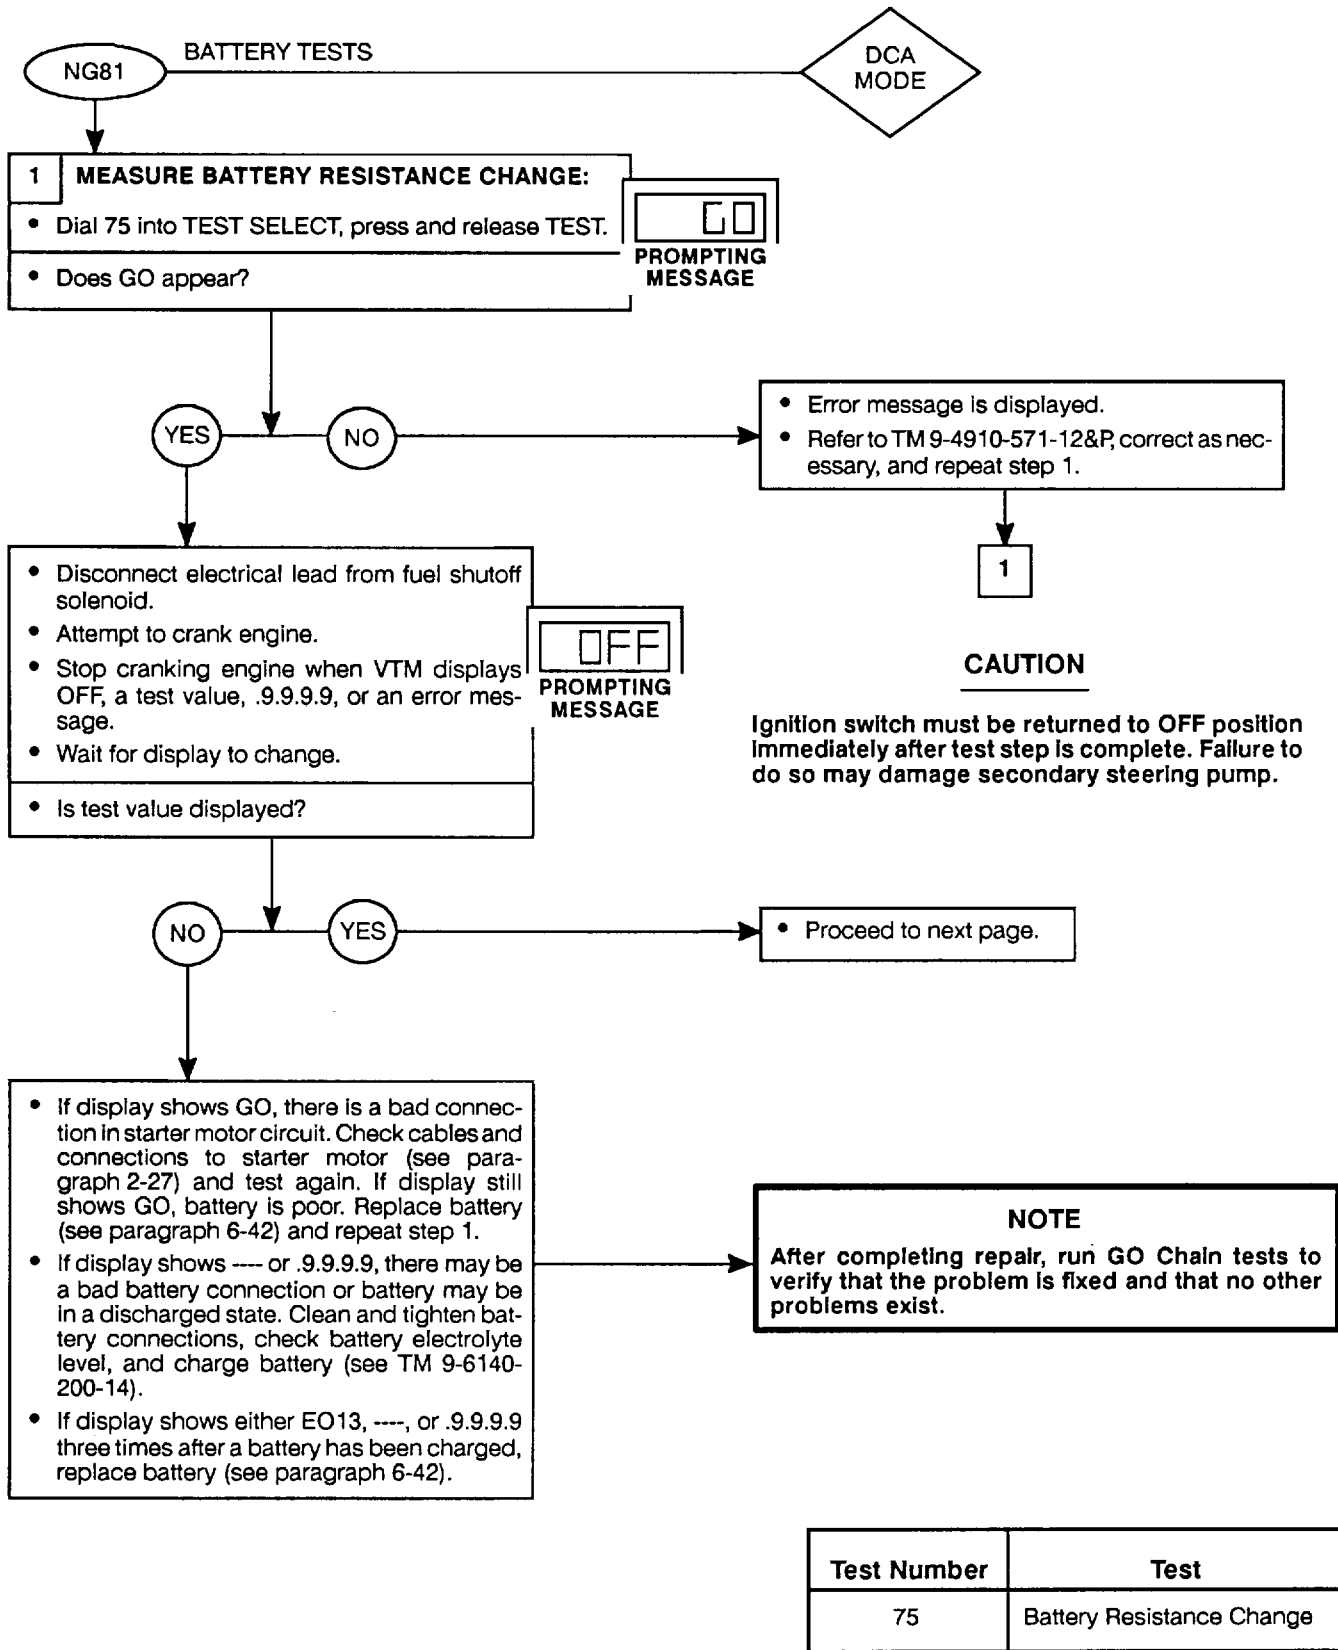 NG81
BATTERY TESTS
DCA
MODE
1 MEASURE BATTERY RESISTANCE CHANGE:
• Dial 75 into TEST SELECT, press and release TEST.
• Does GO appear?
GO
PROMPTING
MESSAGE
YES
NO
• Error message is displayed.
• Refer to TM 9-4910-571-12&P, correct as nec-
essary, and repeat step 1.
1
• Disconnect electrical lead from fuel shutoff
solenoid.
• Attempt to crank engine.
• Stop cranking engine when VTM displays
OFF, a test value, .9.9.9.9, or an error mes-
sage.
• Wait for display to change.
• Is test value displayed?
OFF
PROMPTING
MESSAGE
CAUTION
Ignition switch must be returned to OFF position
immediately after test step is complete. Failure to
do so may damage secondary steering pump.
NO
YES
• Proceed to next page.
• If display shows GO, there is a bad connec-
tion in starter motor circuit. Check cables and
connections to starter motor (see para-
graph 2-27) and test again. If display still
shows GO, battery is poor. Replace battery
(see paragraph 6-42) and repeat step 1.
• If display shows ---- or .9.9.9.9, there may be
a bad battery connection or battery may be
in a discharged state. Clean and tighten bat-
tery connections, check battery electrolyte
level, and charge battery (see TM 9-6140-
200-14).
• If display shows either EO13, ----, or .9.9.9.9
three times after a battery has been charged,
replace battery (see paragraph 6-42).
NOTE
After completing repair, run GO Chain tests to
verify that the problem is fixed and that no other
problems exist.
Test Number Test
75 Battery Resistance Change